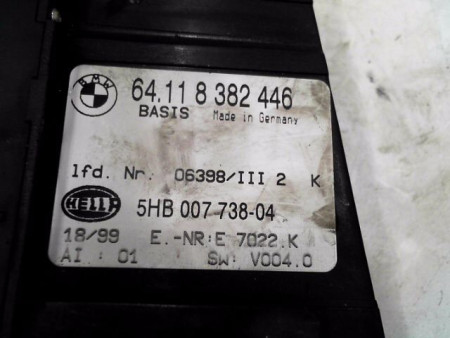 BMW
64.11 8 382 446
BASIS Made in Germany
lfd. Nr. 06398/III 2 K
HELLA
5HB 007 738-04
18/99 E.-NR:E 7022.K
AI : 01 SW: V004.0